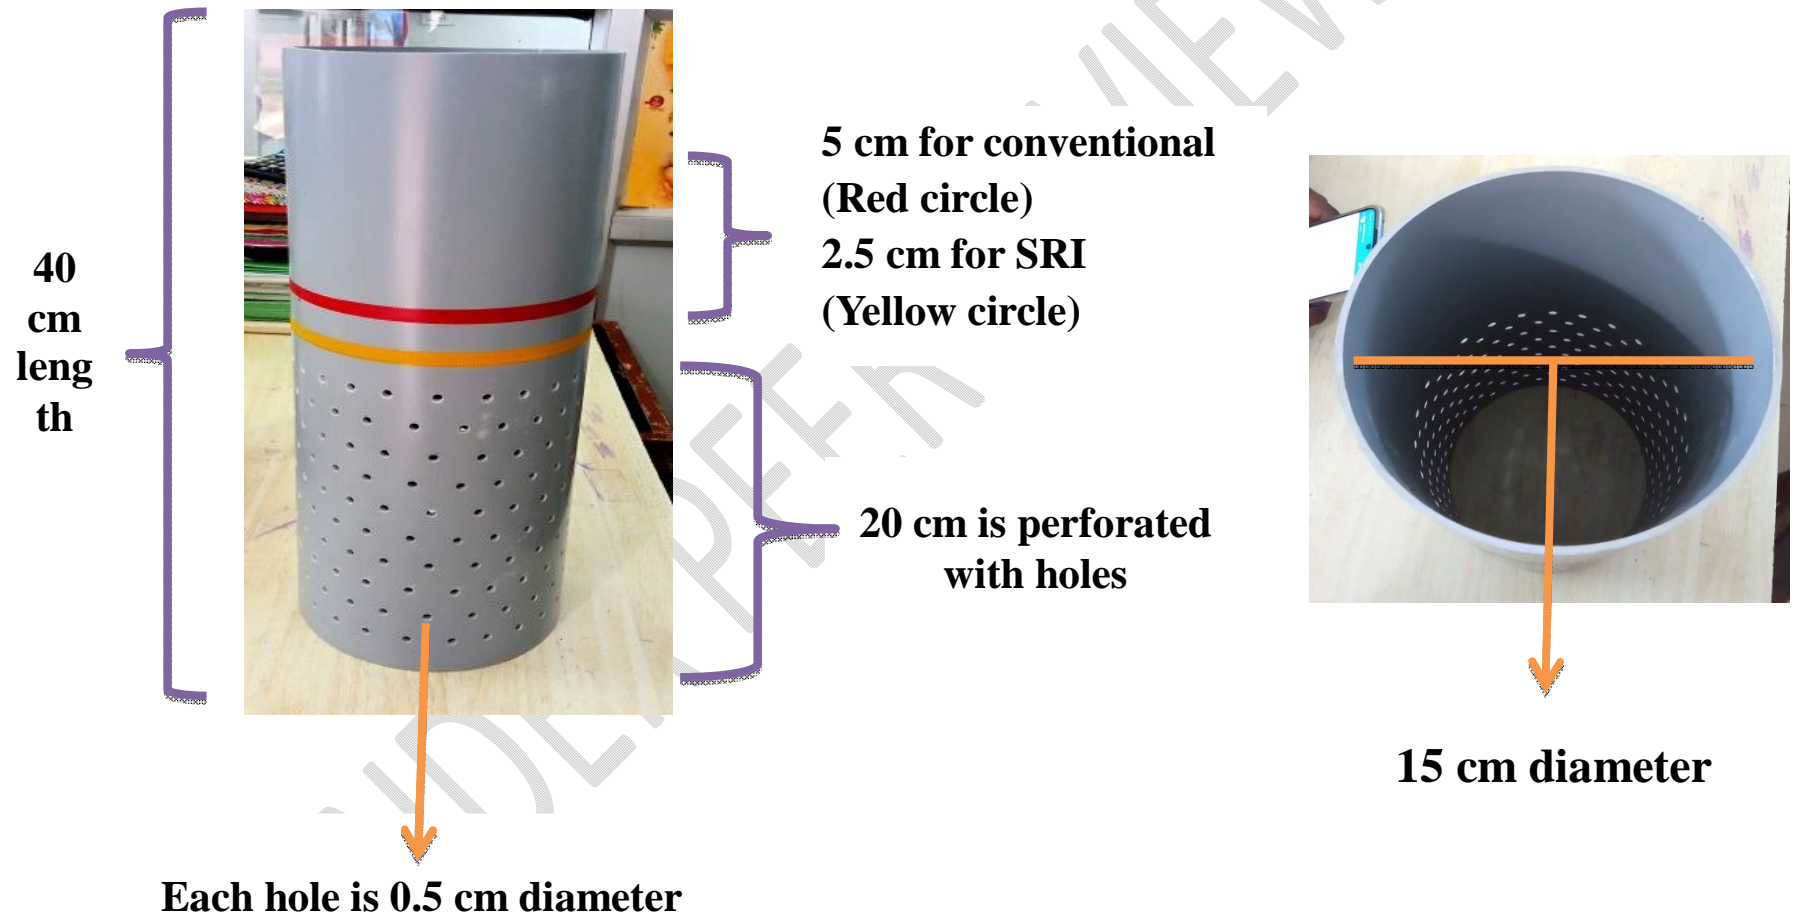 40
cm
leng
th
5 cm for conventional
(Red circle)
2.5 cm for SRI
(Yellow circle)
20 cm is perforated
with holes
15 cm diameter
Each hole is 0.5 cm diameter